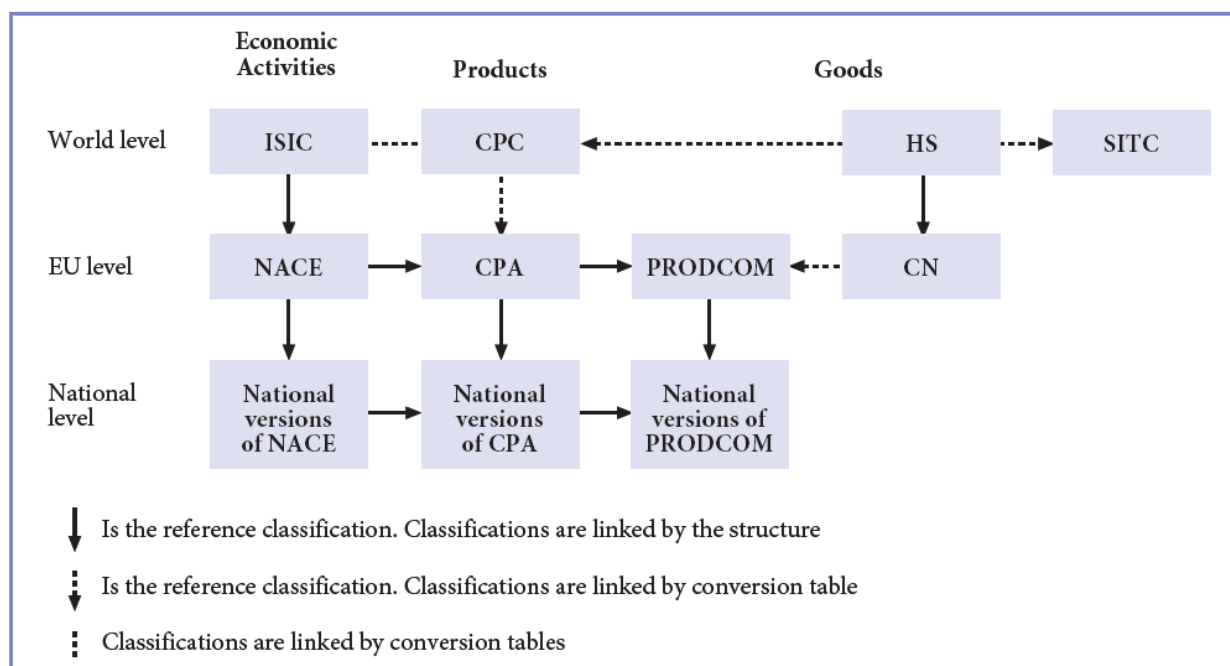 Economic
Activities
Products
Goods
World level
ISIC
CPC
HS
SITC
EU level
NACE
CPA
PRODCOM
CN
National
level
National
versions
of NACE
National
versions
of CPA
National
versions of
PRODCOM
Is the reference classification. Classifications are linked by the structure
Is the reference classification. Classifications are linked by conversion table
Classifications are linked by conversion tables